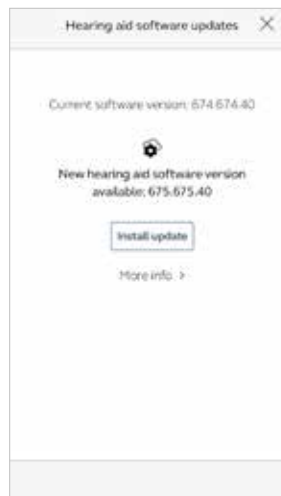 Hearing aid software updates
Current software version: 674.674.40
New hearing aid software version
available: 675.675.40
Install update
More info >